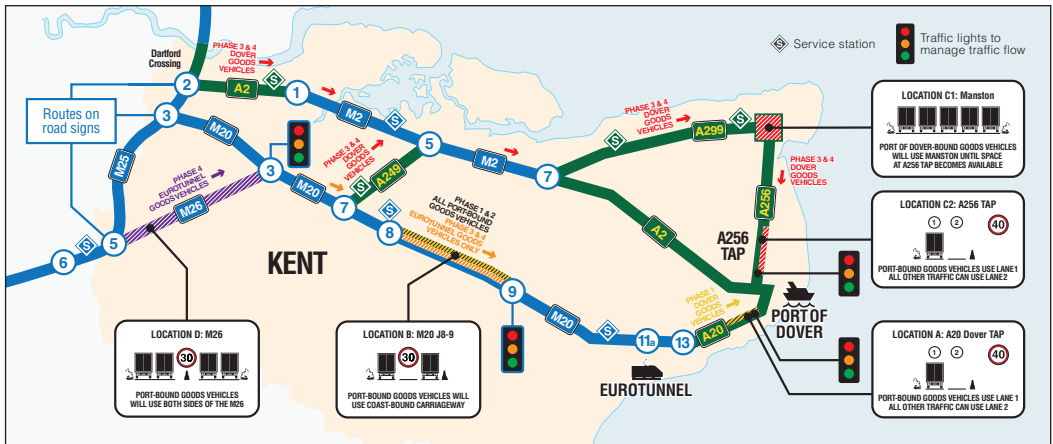 Dartford
Crossing
PHASE 3 & 4
DOVER
GOODS
VEHICLES
S
Service station
Traffic lights to
manage traffic flow
2
A2
S
1
Routes on
road signs
3
M20
M2
S
5
PHASE 3 & 4
DOVER
GOODS
VEHICLES
S
A299
S
LOCATION C1: Manston
PORT OF DOVER-BOUND GOODS VEHICLES
WILL USE MANSTON UNTIL SPACE
AT A256 TAP BECOMES AVAILABLE
M25
PHASE 4
EUROTUNNEL
GOODS VEHICLES
M26
3
M20
PHASE 3 & 4
DOVER
GOODS
VEHICLES
S
A249
7
M2
7
PHASE 3 & 4
DOVER
GOODS
VEHICLES
A256
LOCATION C2: A256 TAP
1
2
40
PORT-BOUND GOODS VEHICLES USE LANE1
ALL OTHER TRAFFIC CAN USE LANE 2
6
S
5
KENT
S
8
PHASE 1 & 2
ALL PORT-BOUND
GOODS VEHICLES
PHASE 3 & 4
EUROTUNNEL GOODS
VEHICLES ONLY
9
A2
A256
TAP
PORT OF
DOVER
PHASE 1
DOVER
GOODS
VEHICLES
M20
S
11a
13
A20
EUROTUNNEL
LOCATION D: M26
30
PORT-BOUND GOODS VEHICLES
WILL USE BOTH SIDES OF THE M26
LOCATION B: M20 J8-9
30
PORT-BOUND GOODS VEHICLES WILL
USE COAST-BOUND CARRIAGEWAY
LOCATION A: A20 Dover TAP
1
2
40
PORT-BOUND GOODS VEHICLES USE LANE 1
ALL OTHER TRAFFIC CAN USE LANE 2